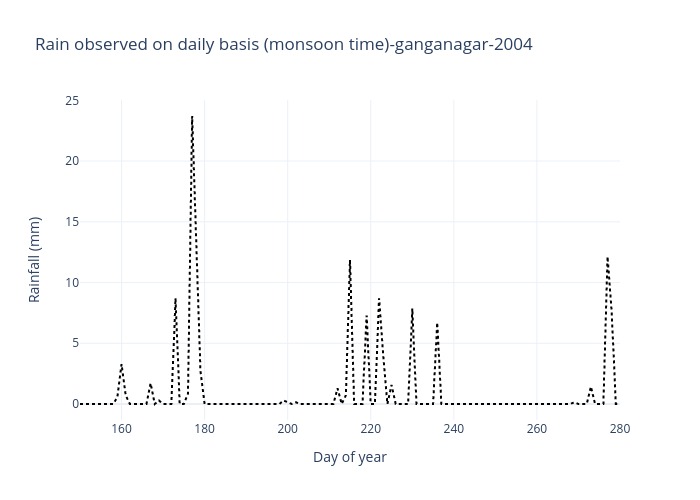 Rain observed on daily basis (monsoon time)-ganganagar-2004
25
20
15
10
5
0
Rainfall (mm)
160 180 200 220 240 260 280
Day of year